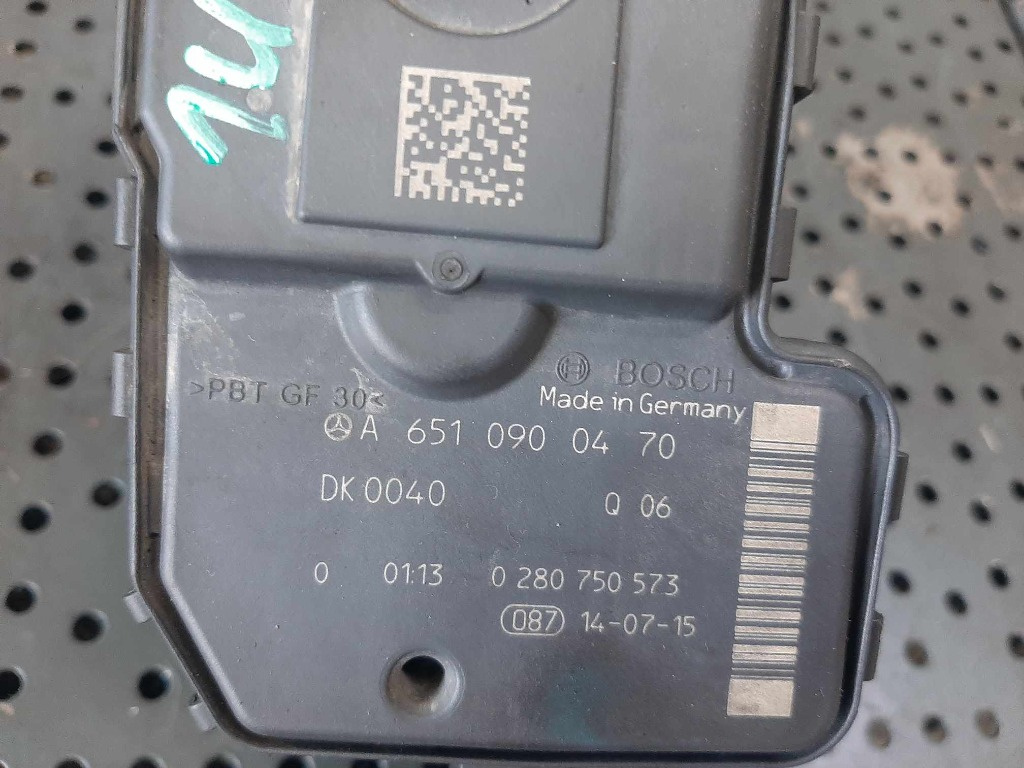 BOSCH
Made in Germany
>PBT GF 30<
A 651 090 04 70
DK 0040 Q 06
0 01:13 0 280 750 573
087 14-07-15